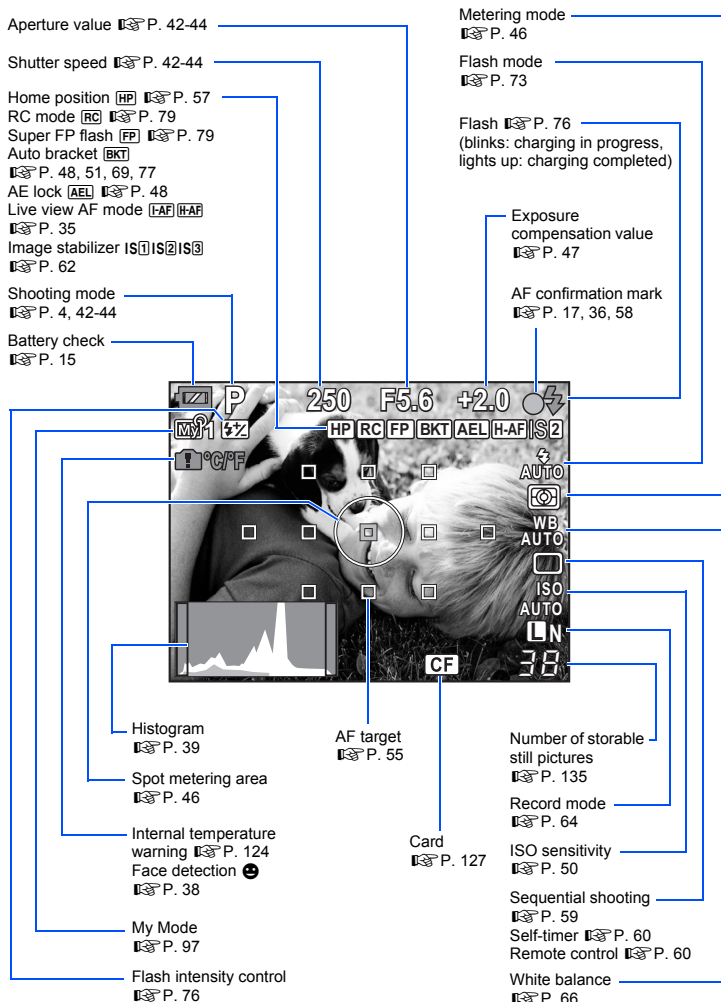 Aperture value ☞P. 42-44
Shutter speed ☞P. 42-44
Home position HP ☞P. 57
RC mode RC ☞P. 79
Super FP flash FP ☞P. 79
Auto bracket BKT
☞P. 48, 51, 69, 77
AE lock AEL ☞P. 48
Live view AF mode I-AF H-AF
☞P. 35
Image stabilizer IS1 IS2 IS3
☞P. 62
Shooting mode
☞P. 4, 42-44
Battery check
☞P. 15
Metering mode
☞P. 46
Flash mode
☞P. 73
Flash ☞P. 76
(blinks: charging in progress,
lights up: charging completed)
Exposure
compensation value
☞P. 47
AF confirmation mark
☞P. 17, 36, 58
P 250 F5.6 +2.0
My1 HP RC FP BKT AEL H-AF IS2
°C/°F
AUTO
WB
AUTO
ISO
AUTO
L N
CF 38
Histogram
☞P. 39
Spot metering area
☞P. 46
Internal temperature
warning ☞P. 124
Face detection
☞P. 38
My Mode
☞P. 97
Flash intensity control
☞P. 76
AF target
☞P. 55
Card
☞P. 127
Number of storable
still pictures
☞P. 135
Record mode
☞P. 64
ISO sensitivity
☞P. 50
Sequential shooting
☞P. 59
Self-timer ☞P. 60
Remote control ☞P. 60
White balance
☞P. 66